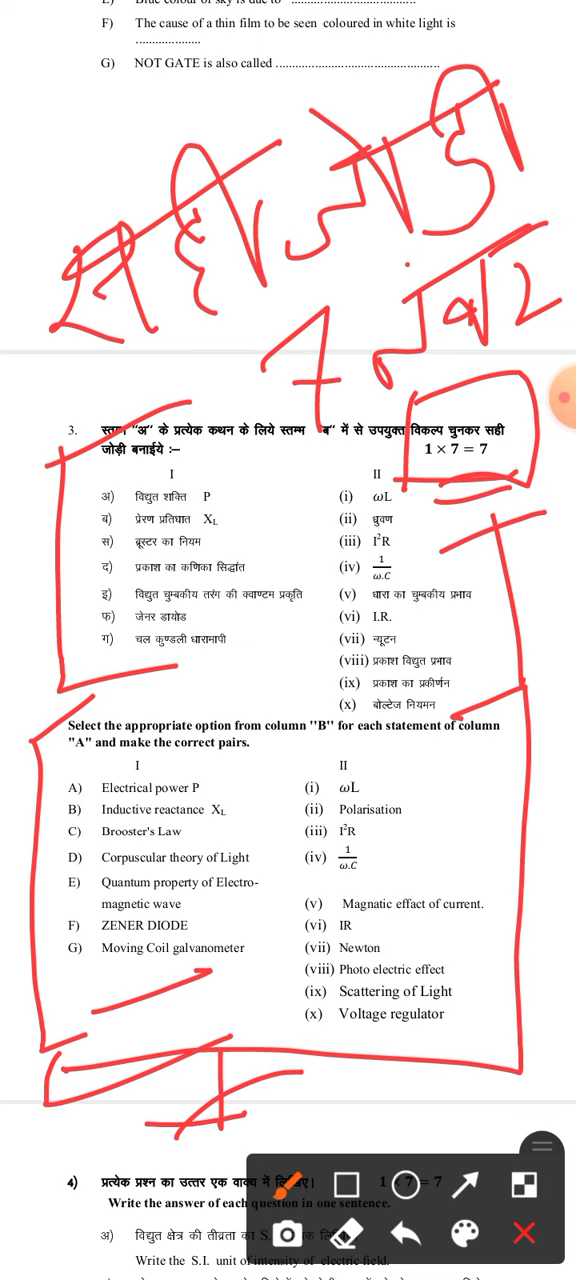 F) The cause of a thin film to be seen coloured in white light is
....................
G) NOT GATE is also called ..................................................
सही जोडी
7 नंबर
3. स्तम्भ "अ" के प्रत्येक कथन के लिये स्तम्भ "ब" में से उपयुक्त विकल्प चुनकर सही
जोड़ी बनाईये :– 1 × 7 = 7
I II
अ) विद्युत शक्ति P (i) ωL
ब) प्रेरण प्रतिघात X_L (ii) ध्रुवण
स) ब्रूस्टर का नियम (iii) I²R
द) प्रकाश का कणिका सिद्धांत (iv) 1/ω.C
इ) विद्युत चुम्बकीय तरंग की क्वाण्टम प्रकृति (v) धारा का चुम्बकीय प्रभाव
फ) जेनर डायोड (vi) I.R.
ग) चल कुण्डली धारामापी (vii) न्यूटन
(viii) प्रकाश विद्युत प्रभाव
(ix) प्रकाश का प्रकीर्णन
(x) वोल्टेज नियमन
Select the appropriate option from column "B" for each statement of column
"A" and make the correct pairs.
I II
A) Electrical power P (i) ωL
B) Inductive reactance X_L (ii) Polarisation
C) Brooster's Law (iii) I²R
D) Corpuscular theory of Light (iv) 1/ω.C
E) Quantum property of Electro-
magnetic wave (v) Magnatic effact of current.
F) ZENER DIODE (vi) IR
G) Moving Coil galvanometer (vii) Newton
(viii) Photo electric effect
(ix) Scattering of Light
(x) Voltage regulator
4) प्रत्येक प्रश्न का उत्तर एक वाक्य में लिखिए। 1 × 7 = 7
Write the answer of each question in one sentence.
अ) विद्युत क्षेत्र की तीव्रता का S.
Write the S.I. unit of intensity of electric field.